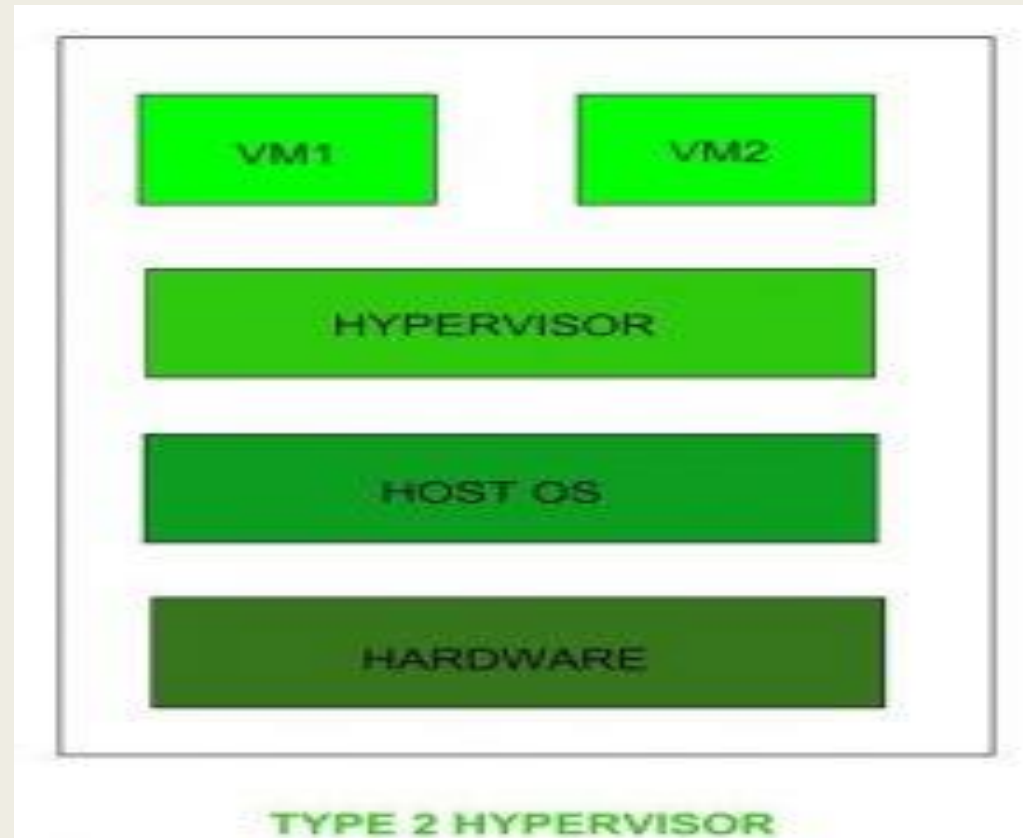 VM1 VM2
HYPERVISOR
HOST OS
HARDWARE
TYPE 2 HYPERVISOR